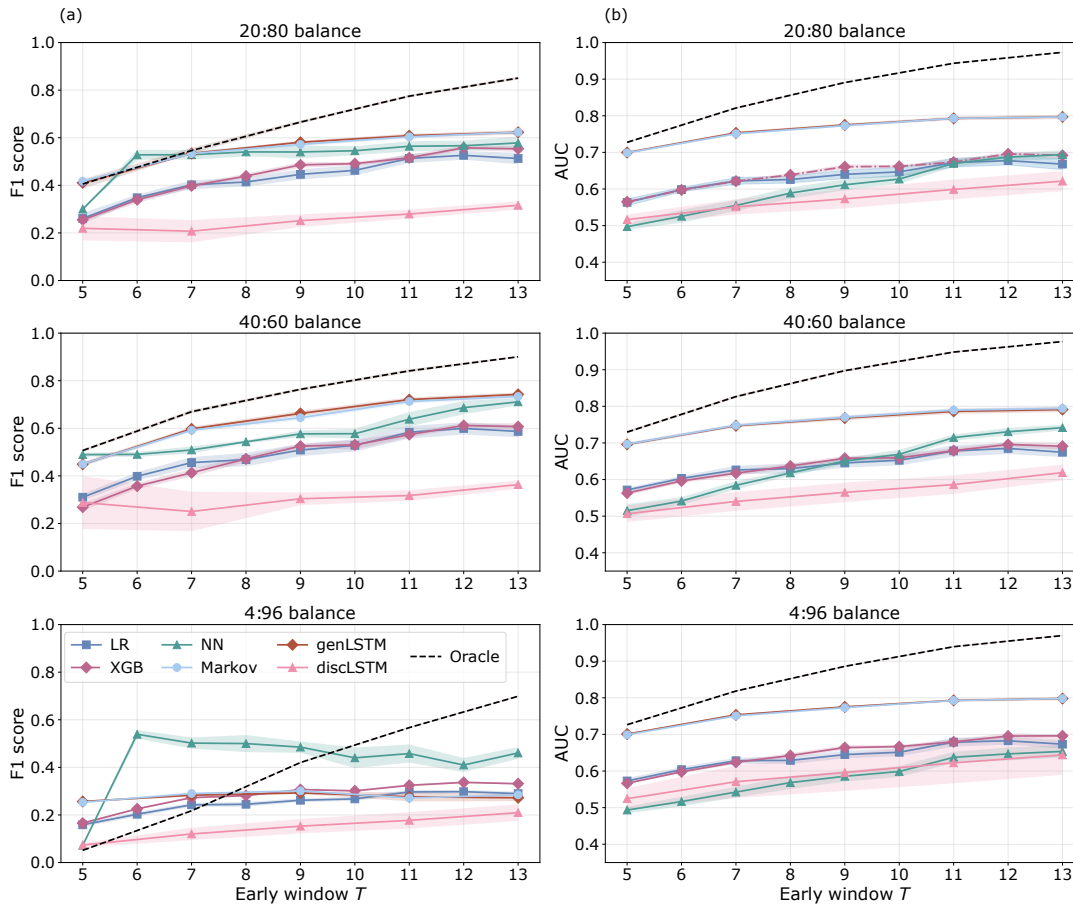 (a)
20:80 balance
F1 score
1.0
0.8
0.6
0.4
0.2
0.0
5 6 7 8 9 10 11 12 13
(b)
20:80 balance
AUC
1.0
0.9
0.8
0.7
0.6
0.5
0.4
5 6 7 8 9 10 11 12 13
40:60 balance
F1 score
1.0
0.8
0.6
0.4
0.2
0.0
5 6 7 8 9 10 11 12 13
40:60 balance
AUC
1.0
0.9
0.8
0.7
0.6
0.5
0.4
5 6 7 8 9 10 11 12 13
4:96 balance
F1 score
1.0
0.8
0.6
0.4
0.2
0.0
LR NN genLSTM Oracle
XGB Markov discLSTM
5 6 7 8 9 10 11 12 13
Early window T
4:96 balance
AUC
1.0
0.9
0.8
0.7
0.6
0.5
0.4
5 6 7 8 9 10 11 12 13
Early window T